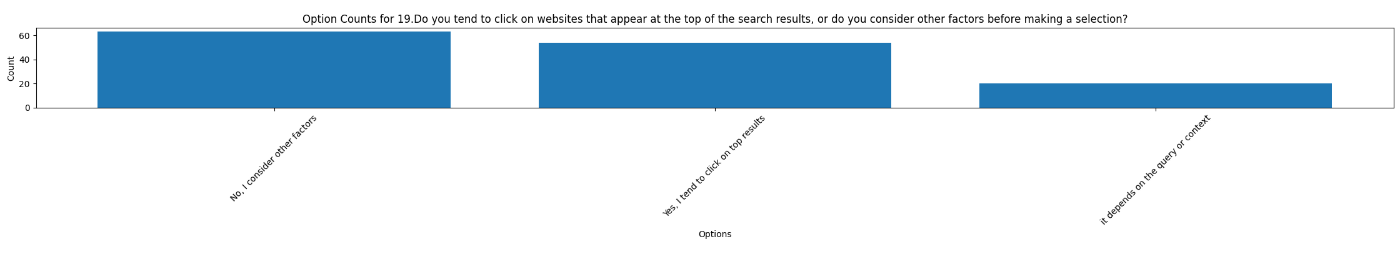 Option Counts for 19.Do you tend to click on websites that appear at the top of the search results, or do you consider other factors before making a selection?
60
40
20
0
Count
No, I consider other factors
Yes, I tend to click on top results
it depends on the query or context
Options